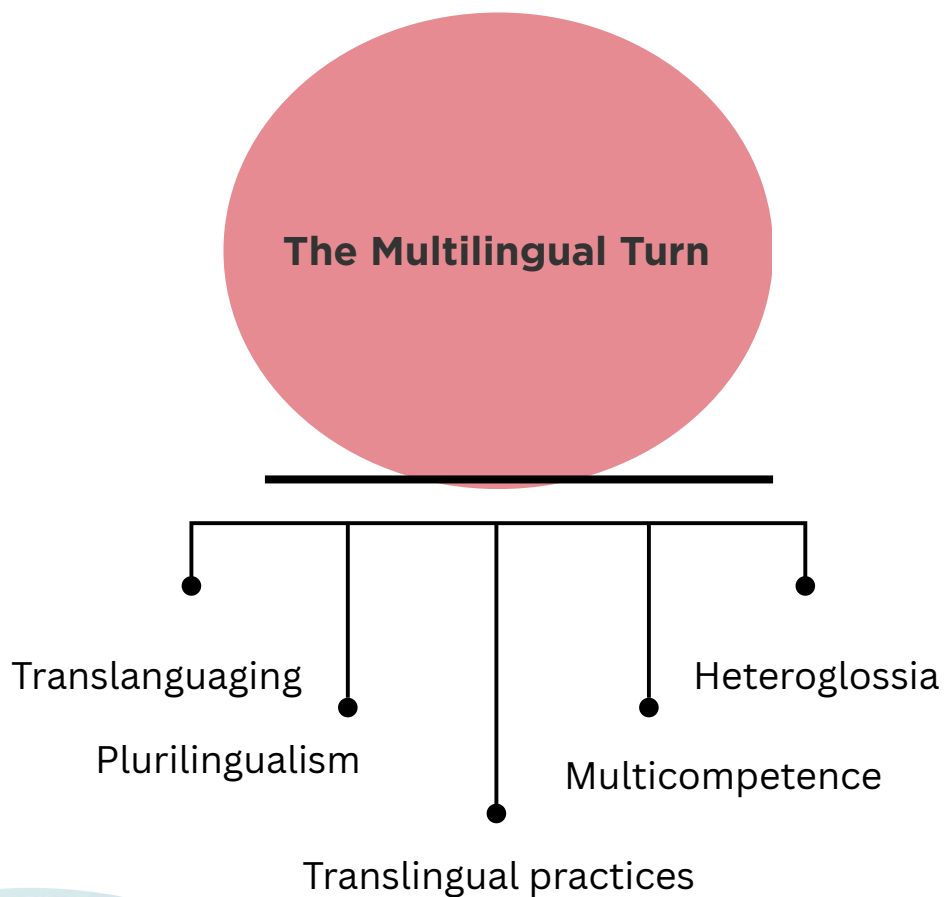 The Multilingual Turn
Translanguaging
Heteroglossia
Plurilingualism
Multicompetence
Translingual practices